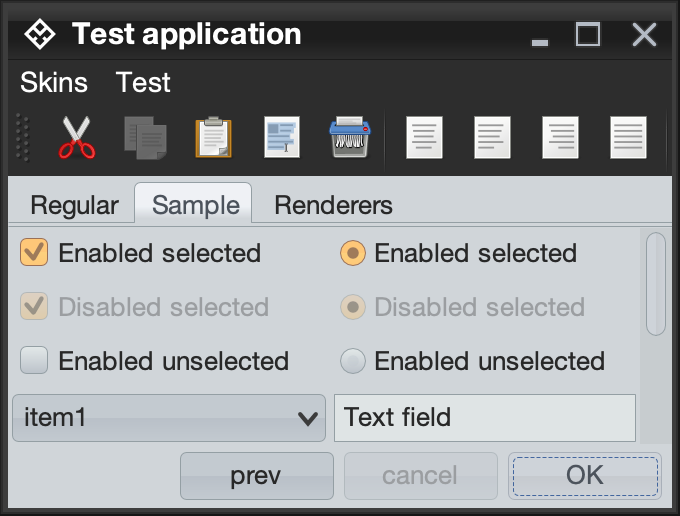 Test application
Skins Test
Regular Sample Renderers
Enabled selected Enabled selected
Disabled selected Disabled selected
Enabled unselected Enabled unselected
item1 Text field
prev cancel OK